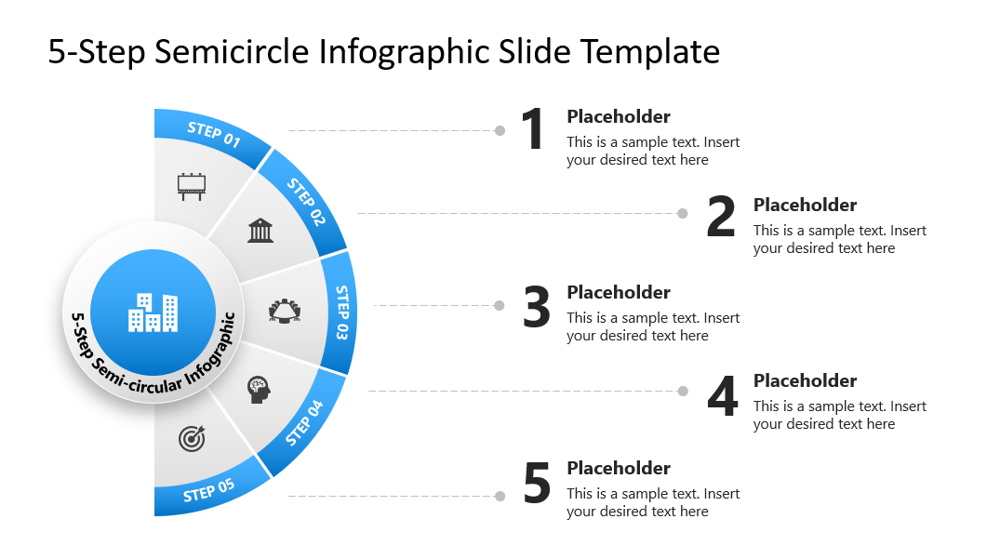 5-Step Semicircle Infographic Slide Template
STEP 01
STEP 02
STEP 03
STEP 04
STEP 05
5-Step Semi-circular Infographic
1
Placeholder
This is a sample text. Insert
your desired text here
2
Placeholder
This is a sample text. Insert
your desired text here
3
Placeholder
This is a sample text. Insert
your desired text here
4
Placeholder
This is a sample text. Insert
your desired text here
5
Placeholder
This is a sample text. Insert
your desired text here